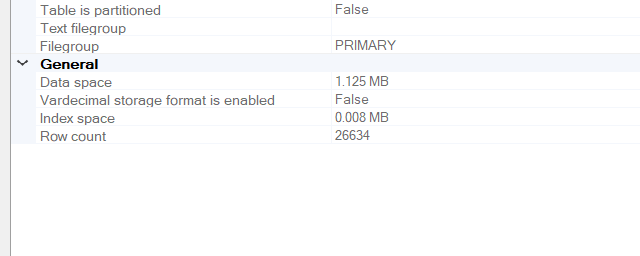 Table is partitioned False
Text filegroup
Filegroup PRIMARY
General
Data space 1.125 MB
Vardecimal storage format is enabled False
Index space 0.008 MB
Row count 26634